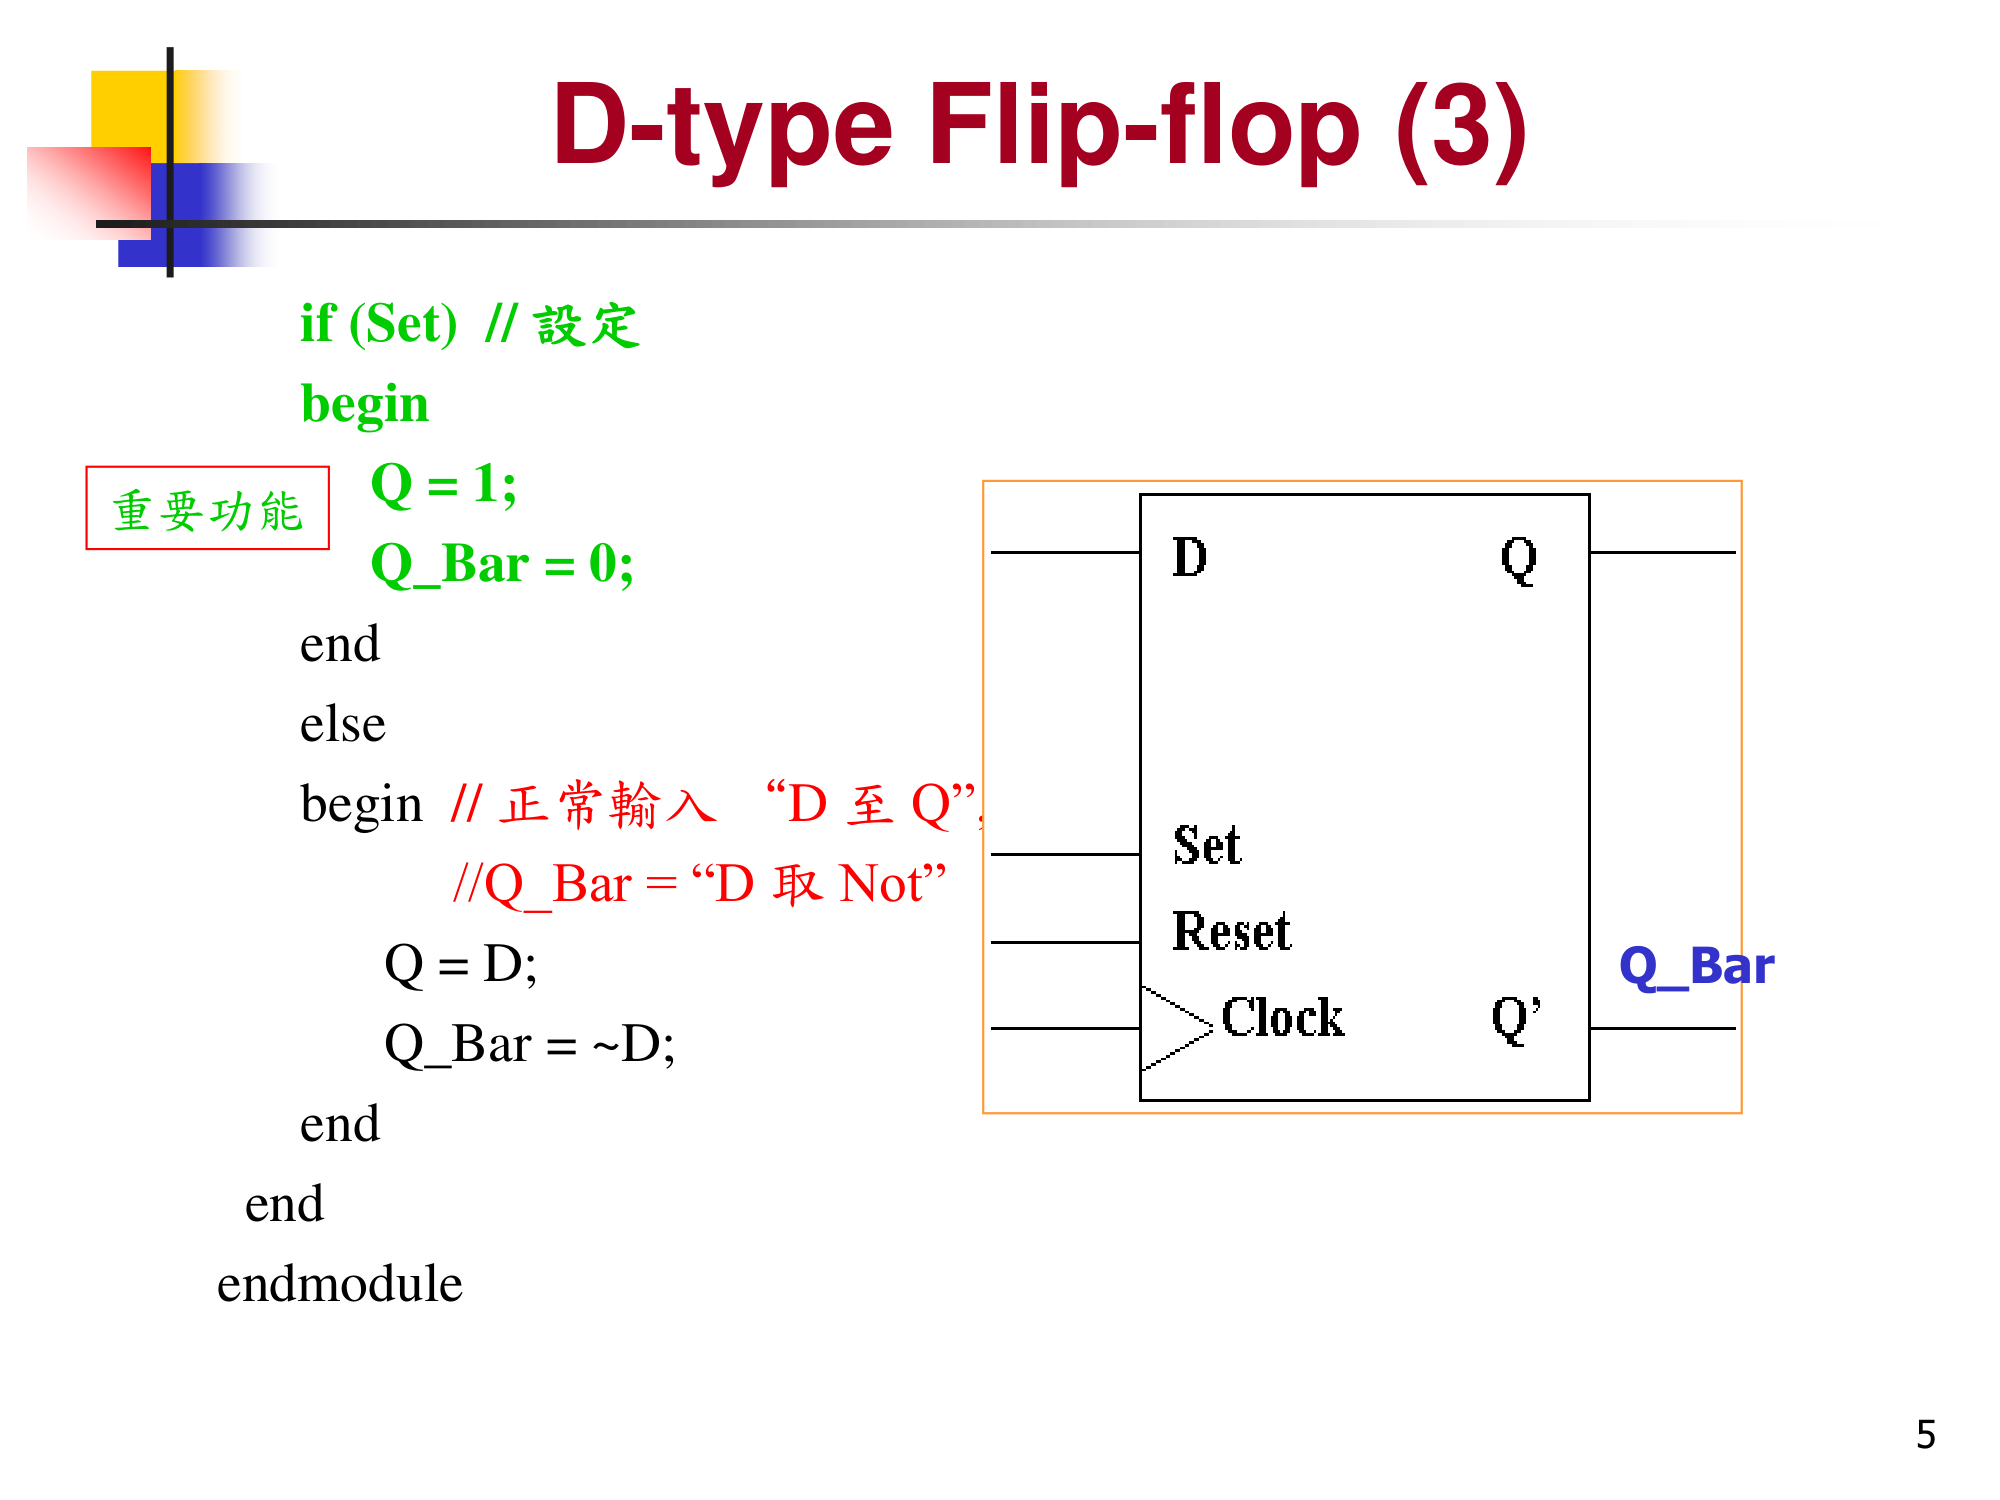 D-type Flip-flop (3)
if (Set)  // 設定
begin
重要功能
Q = 1;
Q_Bar = 0;
end
else
begin  // 正常輸入 “D 至 Q”,
//Q_Bar = “D 取 Not”
Q = D;
Q_Bar = ~D;
end
end
endmodule
D
Q
Set
Reset
Clock
Q’
Q_Bar
5